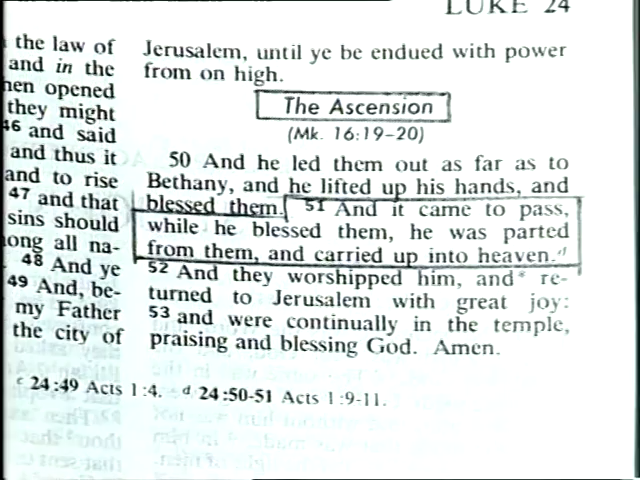 LUKE 24
the law of
and in the
hen opened
they might
46 and said
and thus it
and to rise
47 and that
sins should
ong all na-
48 And ye
49 And, be-
my Father
the city of
Jerusalem, until ye be endued with power
from on high.
The Ascension
(Mk. 16:19-20)
50 And he led them out as far as to
Bethany, and he lifted up his hands, and
blessed them. 51 And it came to pass,
while he blessed them, he was parted
from them, and carried up into heaven.d
52 And they worshipped him, and re-
turned to Jerusalem with great joy:
53 and were continually in the temple,
praising and blessing God. Amen.
c 24:49 Acts 1:4. d 24:50-51 Acts 1:9-11.